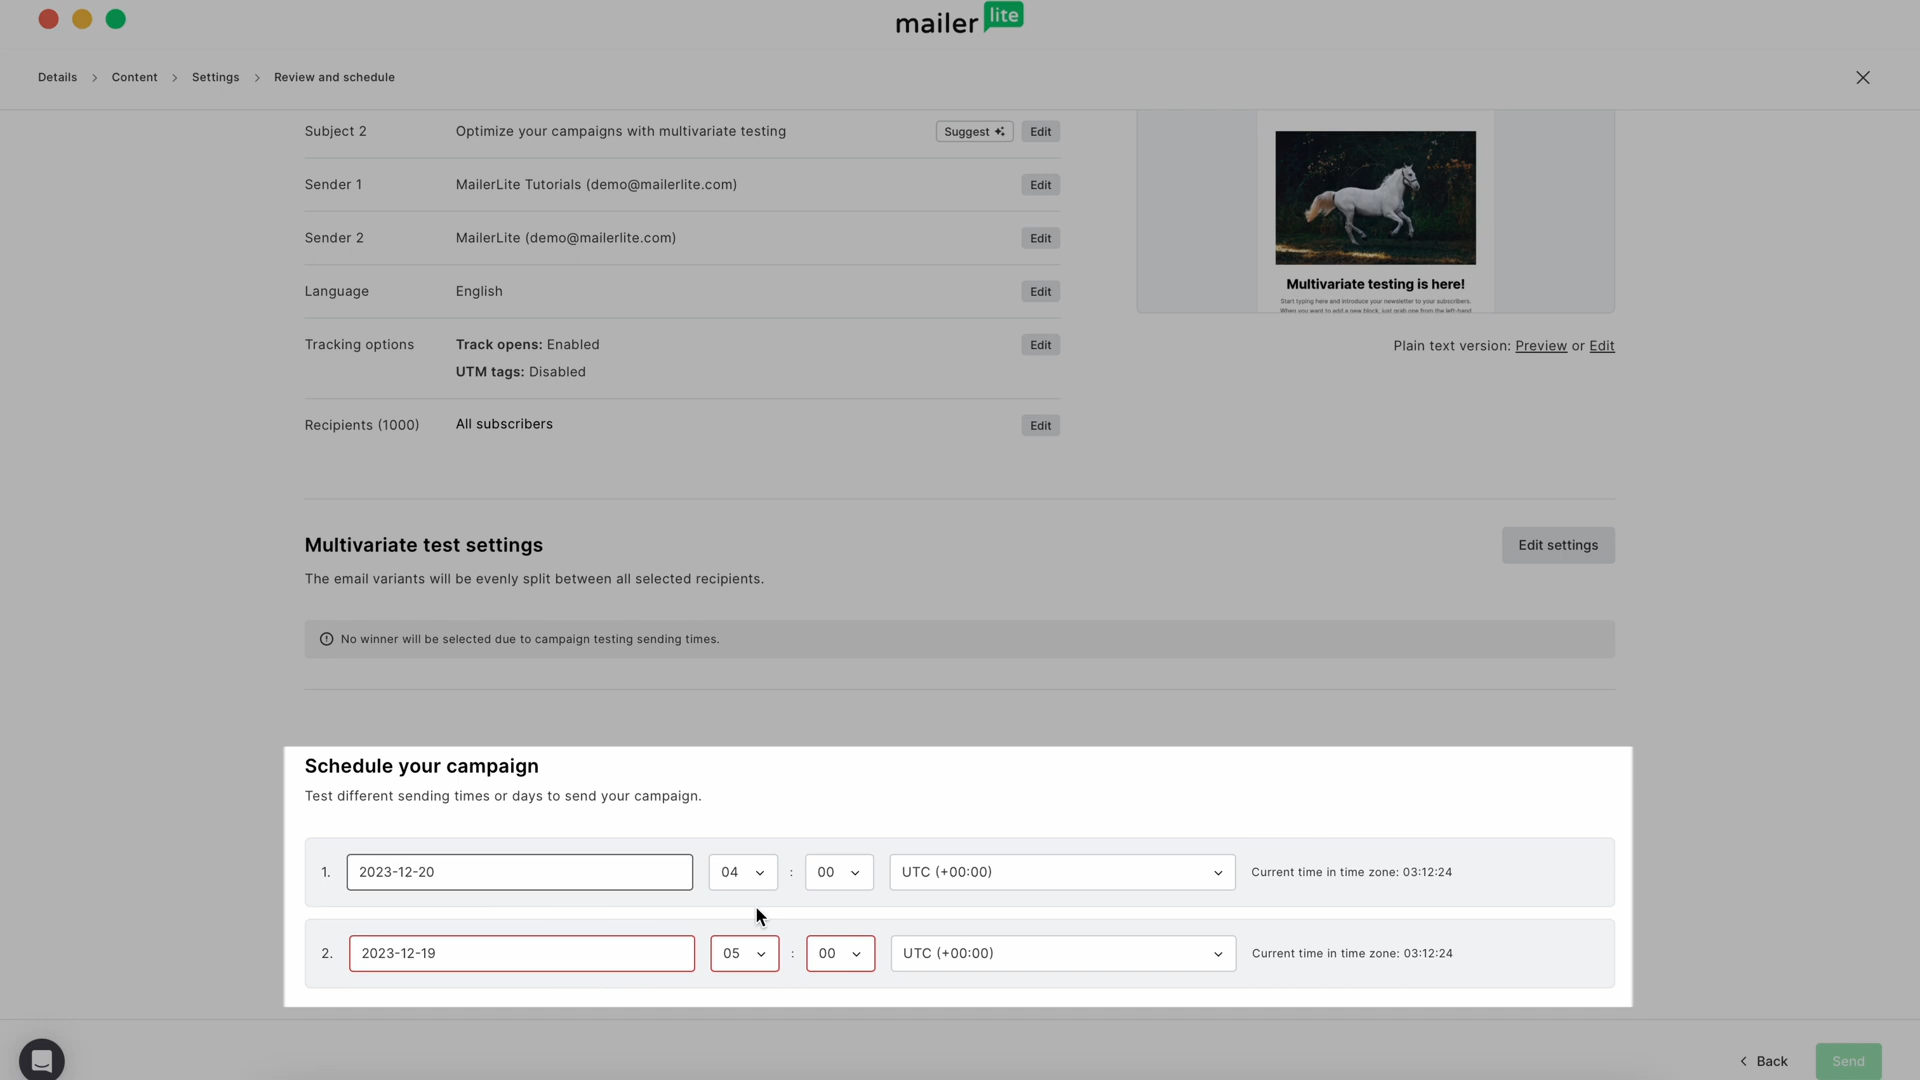 mailer lite
Details > Content > Settings > Review and schedule
Subject 2 Optimize your campaigns with multivariate testing Suggest Edit
Sender 1 MailerLite Tutorials (demo@mailerlite.com) Edit
Sender 2 MailerLite (demo@mailerlite.com) Edit
Language English Edit
Tracking options Track opens: Enabled Edit
UTM tags: Disabled
Recipients (1000) All subscribers Edit
Multivariate testing is here!
Start typing here and introduce your newsletter to your subscribers.
When you want to add a new block, just grab one from the left-hand
Plain text version: Preview or Edit
Multivariate test settings Edit settings
The email variants will be evenly split between all selected recipients.
No winner will be selected due to campaign testing sending times.
Schedule your campaign
Test different sending times or days to send your campaign.
1. 2023-12-20 04 : 00 UTC (+00:00) Current time in time zone: 03:12:24
2. 2023-12-19 05 : 00 UTC (+00:00) Current time in time zone: 03:12:24
Back Send